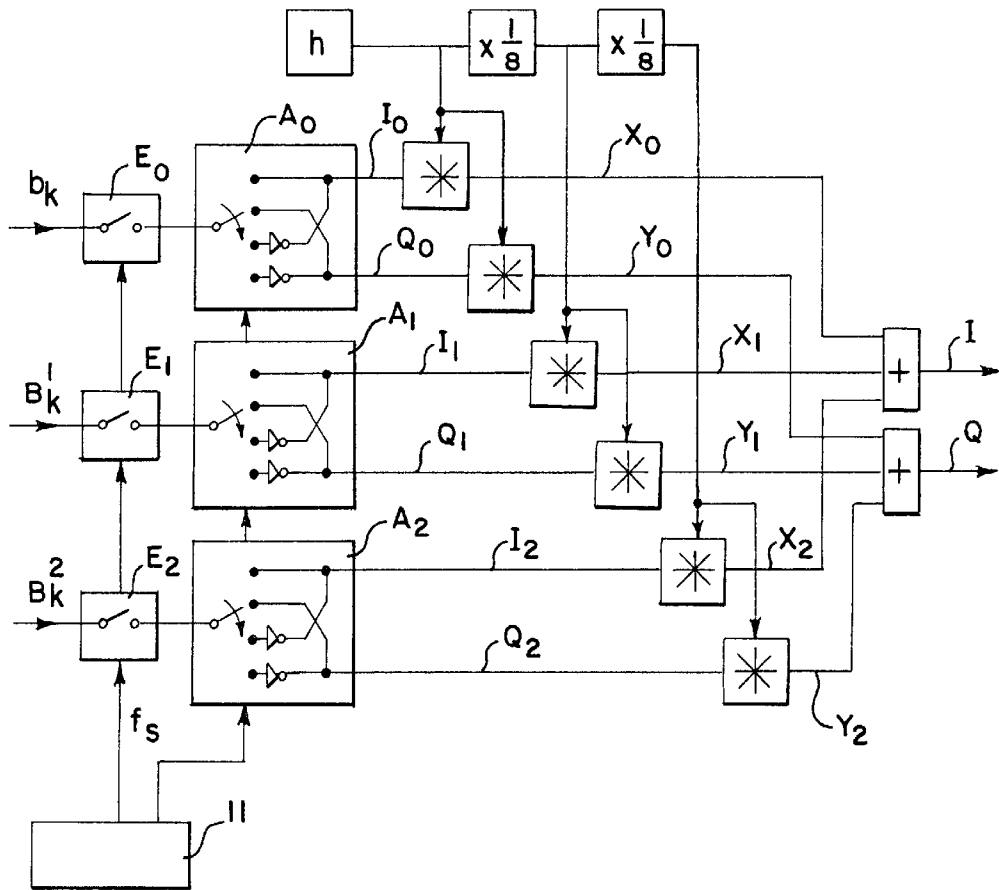 h
× 1/8
× 1/8
A₀
I₀
X₀
E₀
bₖ
Q₀
Y₀
A₁
I₁
X₁
I
E₁
Bₖ¹
+
Q₁
Y₁
Q
+
A₂
I₂
X₂
E₂
Bₖ²
Q₂
fₛ
Y₂
11